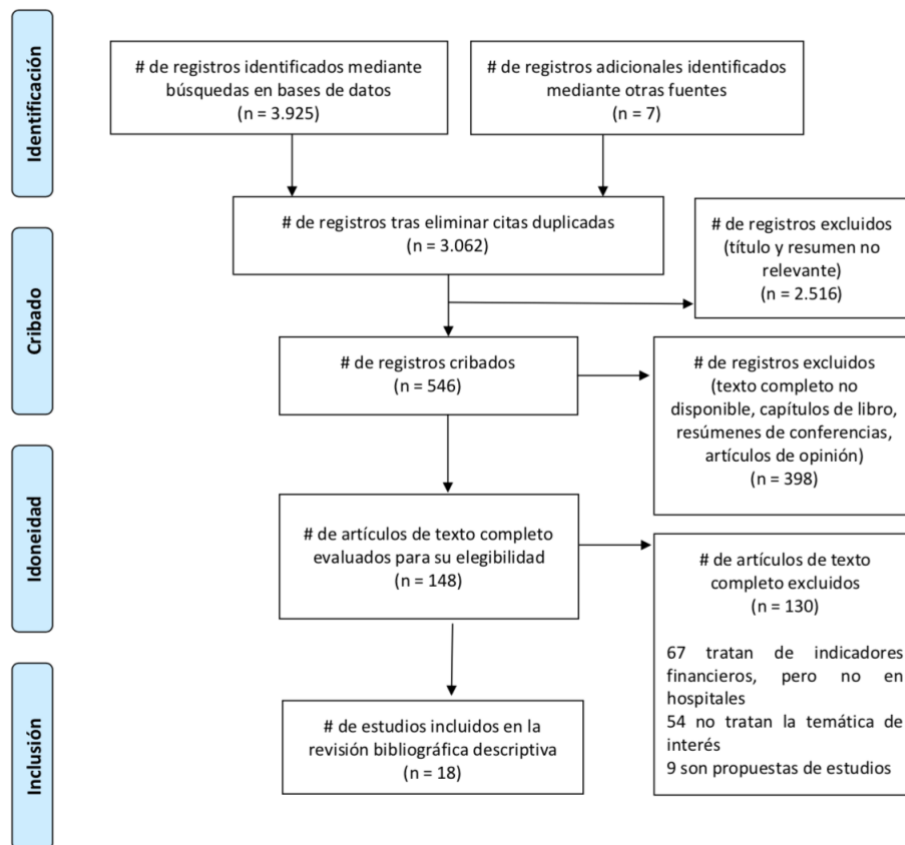 Identificación
# de registros identificados mediante
búsquedas en bases de datos
(n = 3.925)
# de registros adicionales identificados
mediante otras fuentes
(n = 7)
Cribado
# de registros tras eliminar citas duplicadas
(n = 3.062)
# de registros excluidos
(título y resumen no
relevante)
(n = 2.516)
# de registros cribados
(n = 546)
# de registros excluidos
(texto completo no
disponible, capítulos de libro,
resúmenes de conferencias,
artículos de opinión)
(n = 398)
Idoneidad
# de artículos de texto completo
evaluados para su elegibilidad
(n = 148)
# de artículos de texto
completo excluidos
(n = 130)
67 tratan de indicadores
financieros, pero no en
hospitales
54 no tratan la temática de
interés
9 son propuestas de estudios
Inclusión
# de estudios incluidos en la
revisión bibliográfica descriptiva
(n = 18)